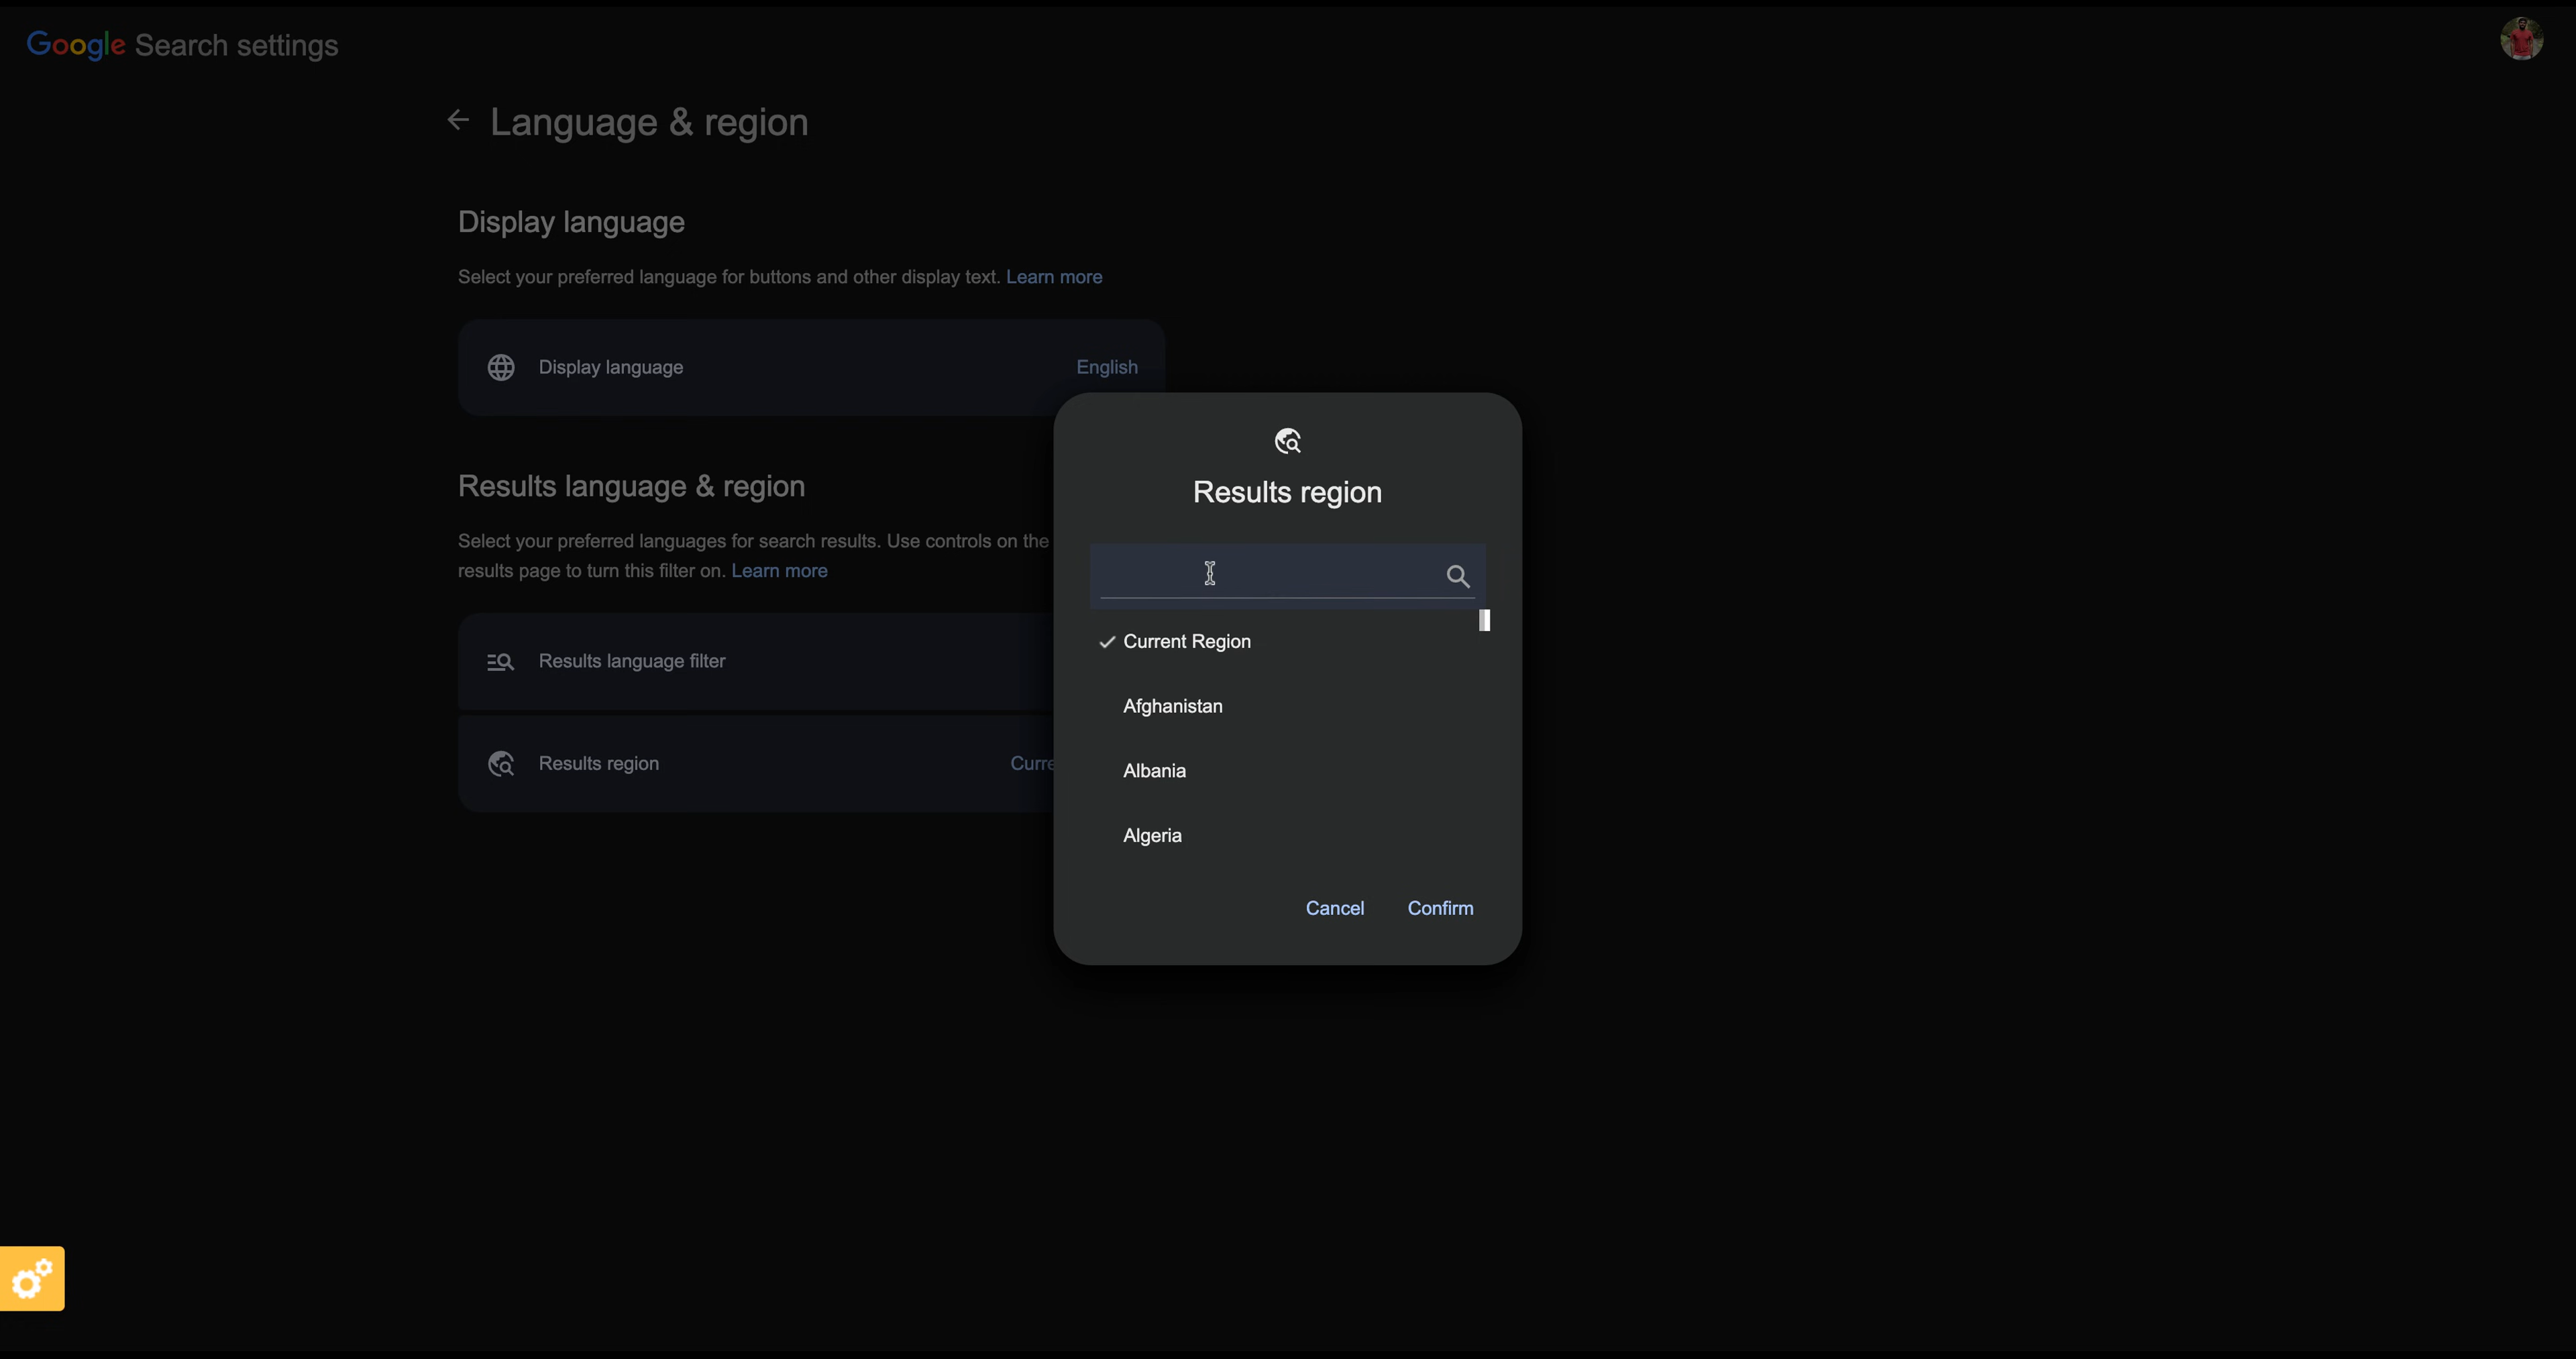 Google Search settings
Language & region
Display language
Select your preferred language for buttons and other display text. Learn more
Display language English
Results language & region
Select your preferred languages for search results. Use controls on the
results page to turn this filter on. Learn more
Results language filter
Results region
Results region
Current Region
Afghanistan
Albania
Algeria
Cancel Confirm